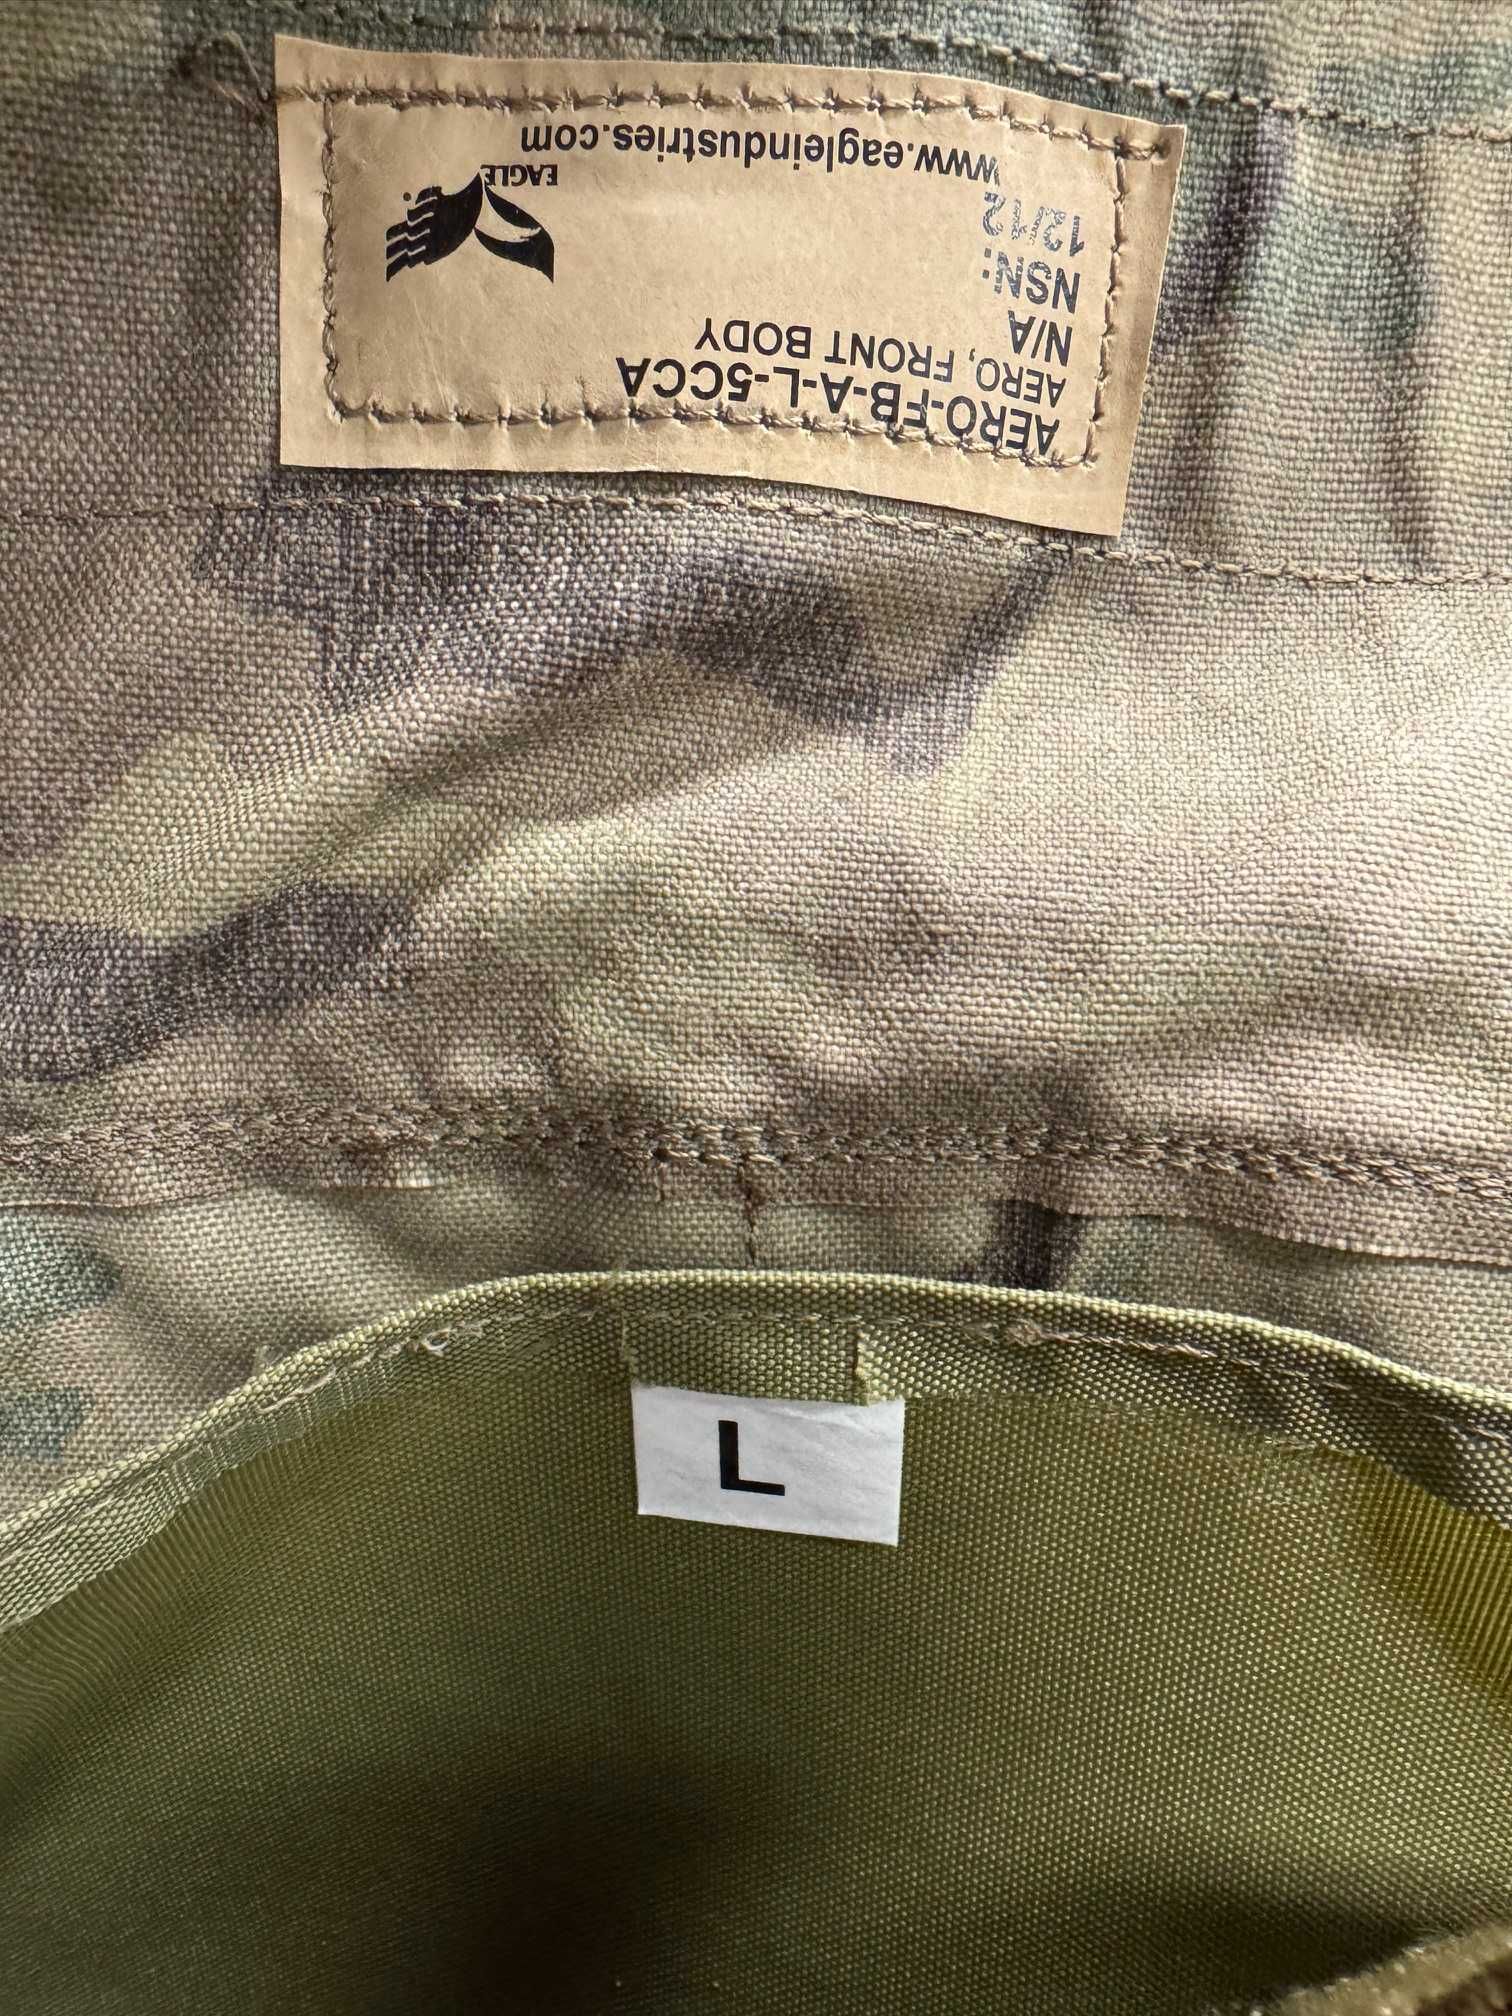 AERO-FB-A-L-5CCA
AERO, FRONT BODY
N/A
NSN:
12/12
www.eagleindustries.com
EAGLE
L